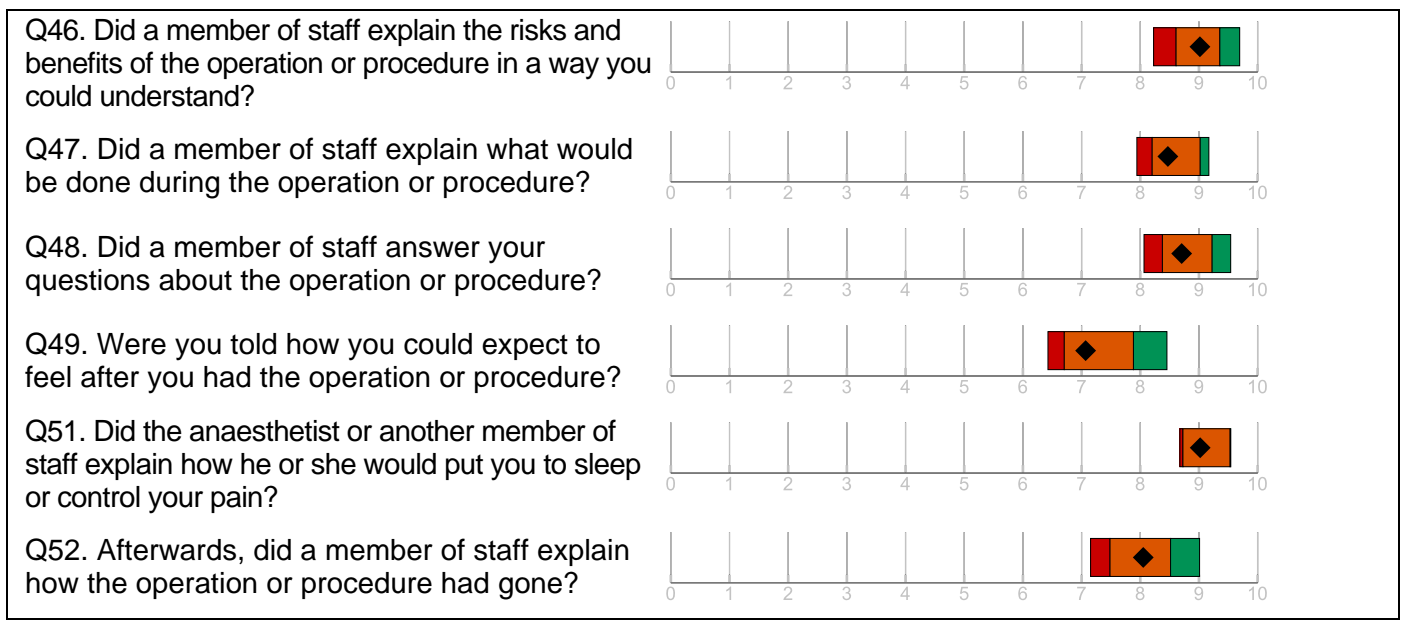 Q46. Did a member of staff explain the risks and
benefits of the operation or procedure in a way you
could understand?
0 1 2 3 4 5 6 7 8 9 10
Q47. Did a member of staff explain what would
be done during the operation or procedure?
0 1 2 3 4 5 6 7 8 9 10
Q48. Did a member of staff answer your
questions about the operation or procedure?
0 1 2 3 4 5 6 7 8 9 10
Q49. Were you told how you could expect to
feel after you had the operation or procedure?
0 1 2 3 4 5 6 7 8 9 10
Q51. Did the anaesthetist or another member of
staff explain how he or she would put you to sleep
or control your pain?
0 1 2 3 4 5 6 7 8 9 10
Q52. Afterwards, did a member of staff explain
how the operation or procedure had gone?
0 1 2 3 4 5 6 7 8 9 10